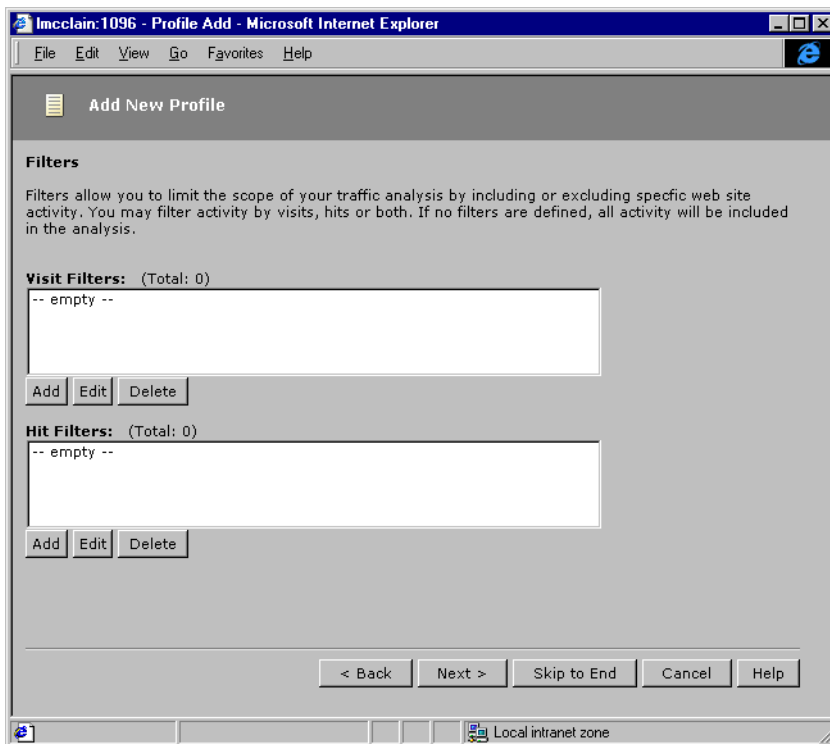 lmcclain:1096 - Profile Add - Microsoft Internet Explorer
File Edit View Go Favorites Help
Add New Profile
Filters
Filters allow you to limit the scope of your traffic analysis by including or excluding specfic web site
activity. You may filter activity by visits, hits or both. If no filters are defined, all activity will be included
in the analysis.
Visit Filters: (Total: 0)
-- empty --
Add Edit Delete
Hit Filters: (Total: 0)
-- empty --
Add Edit Delete
< Back Next > Skip to End Cancel Help
Local intranet zone